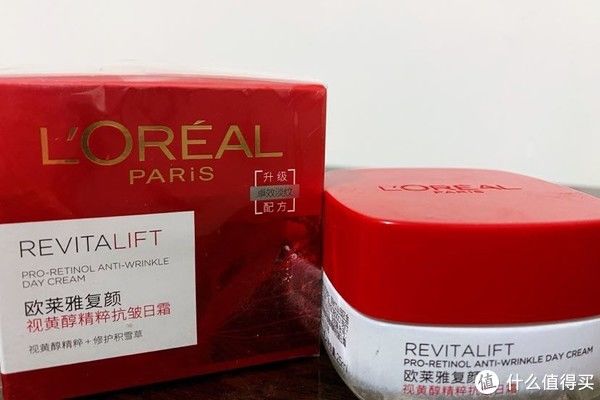 L'ORÉAL
PARIS
升级
卓效淡纹
配方
REVITALIFT
PRO-RETINOL ANTI-WRINKLE
DAY CREAM
欧莱雅复颜
视黄醇精粹抗皱日霜
视黄醇精粹+修护积雪草
L'ORÉAL
REVITALIFT
PRO-RETINOL ANTI-WRINKLE DAY CREAM
欧莱雅复颜
视黄醇精粹抗皱日霜
值 什么值得买